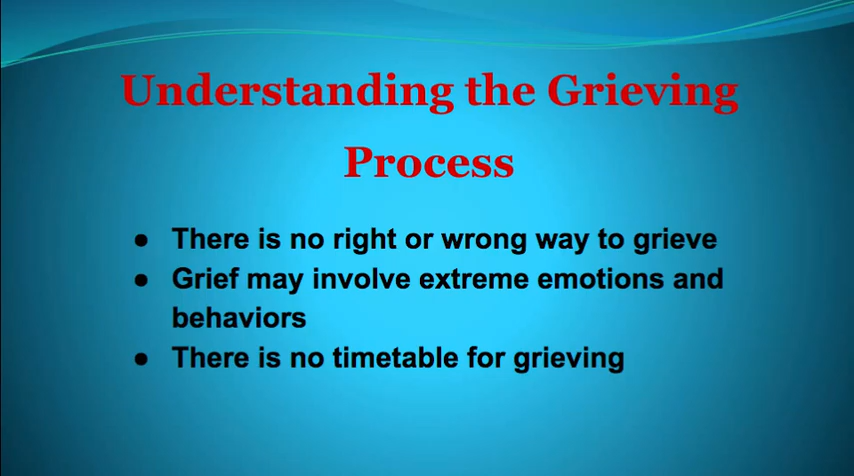 Understanding the Grieving
Process
● There is no right or wrong way to grieve
● Grief may involve extreme emotions and
behaviors
● There is no timetable for grieving